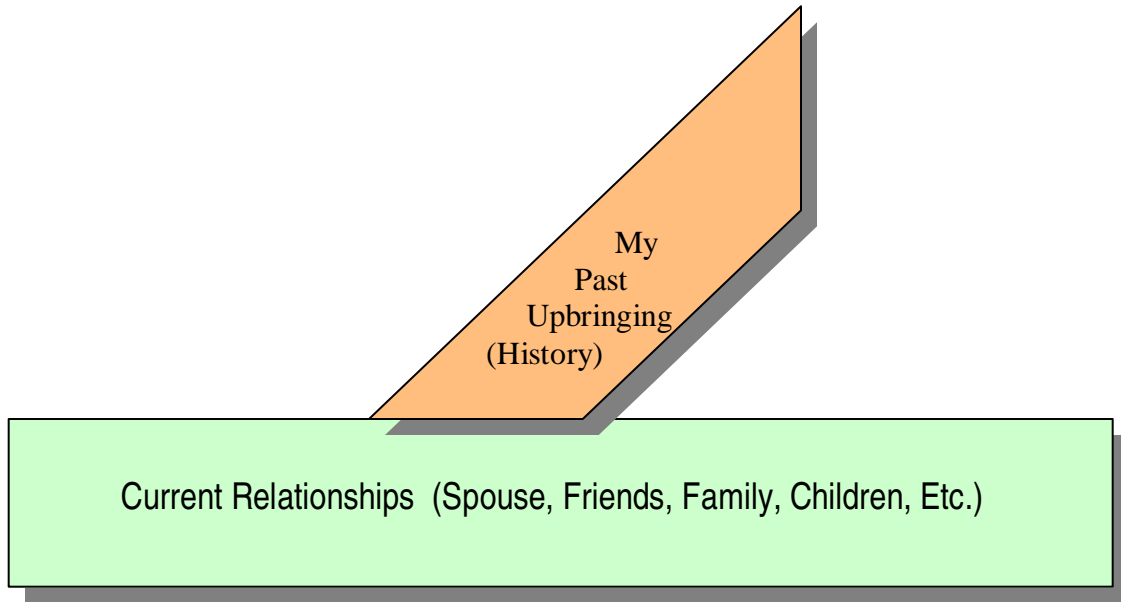 My
Past
Upbringing
(History)
Current Relationships  (Spouse, Friends, Family, Children, Etc.)